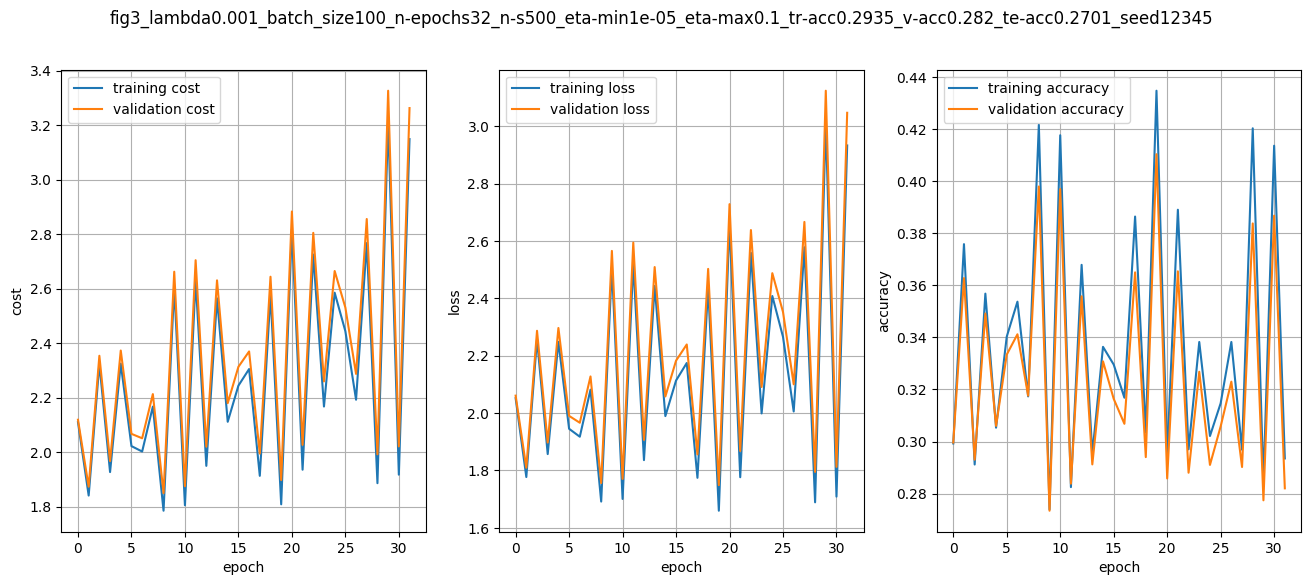 fig3_lambda0.001_batch_size100_n-epochs32_n-s500_eta-min1e-05_eta-max0.1_tr-acc0.2935_v-acc0.282_te-acc0.2701_seed12345
training cost
validation cost
3.4
3.2
3.0
2.8
2.6
2.4
2.2
2.0
1.8
cost
0 5 10 15 20 25 30
epoch
training loss
validation loss
3.0
2.8
2.6
2.4
2.2
2.0
1.8
1.6
loss
0 5 10 15 20 25 30
epoch
training accuracy
validation accuracy
0.44
0.42
0.40
0.38
0.36
0.34
0.32
0.30
0.28
accuracy
0 5 10 15 20 25 30
epoch